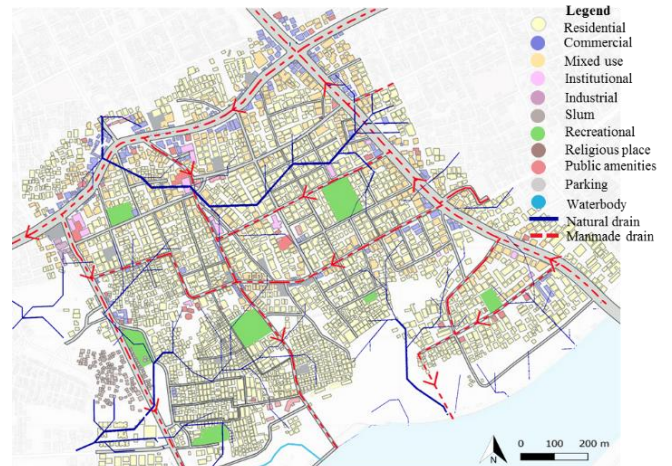 Legend
Residential
Commercial
Mixed use
Institutional
Industrial
Slum
Recreational
Religious place
Public amenities
Parking
Waterbody
Natural drain
Manmade drain
N
0 100 200 m